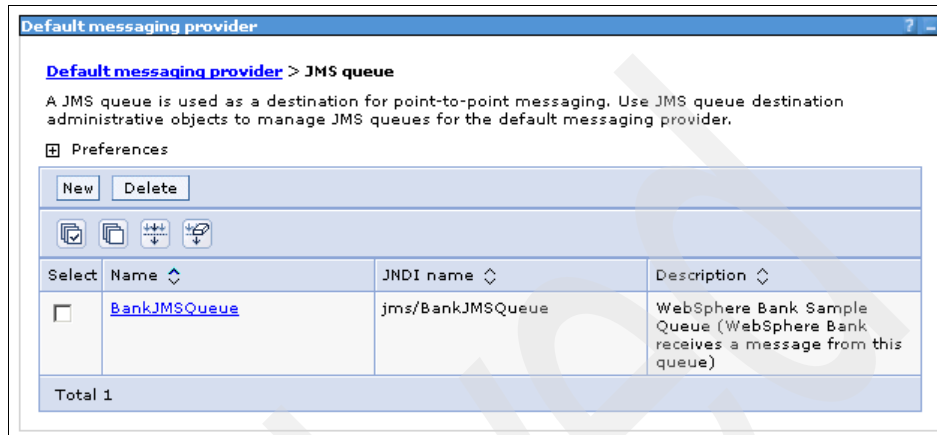 Default messaging provider ? _
Default messaging provider > JMS queue
A JMS queue is used as a destination for point-to-point messaging. Use JMS queue destination
administrative objects to manage JMS queues for the default messaging provider.
Preferences
New Delete
Select Name JNDI name Description
BankJMSQueue jms/BankJMSQueue WebSphere Bank Sample
Queue (WebSphere Bank
receives a message from this
queue)
Total 1